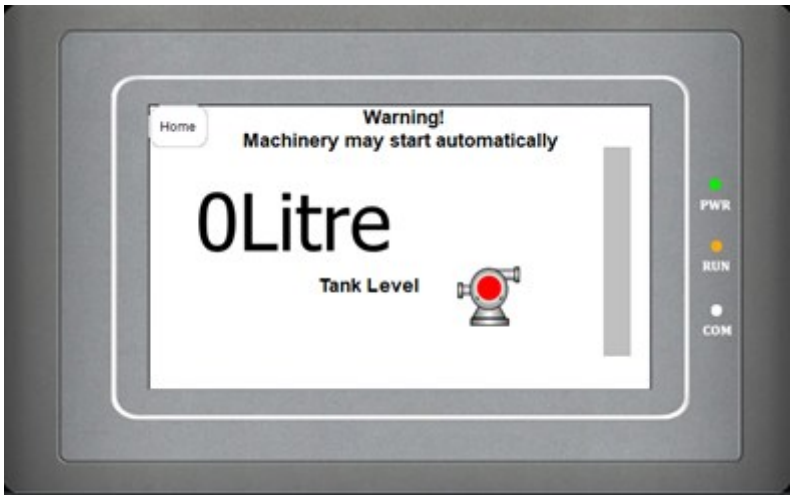 Home
Warning!
Machinery may start automatically
0Litre
Tank Level
PWR
RUN
COM